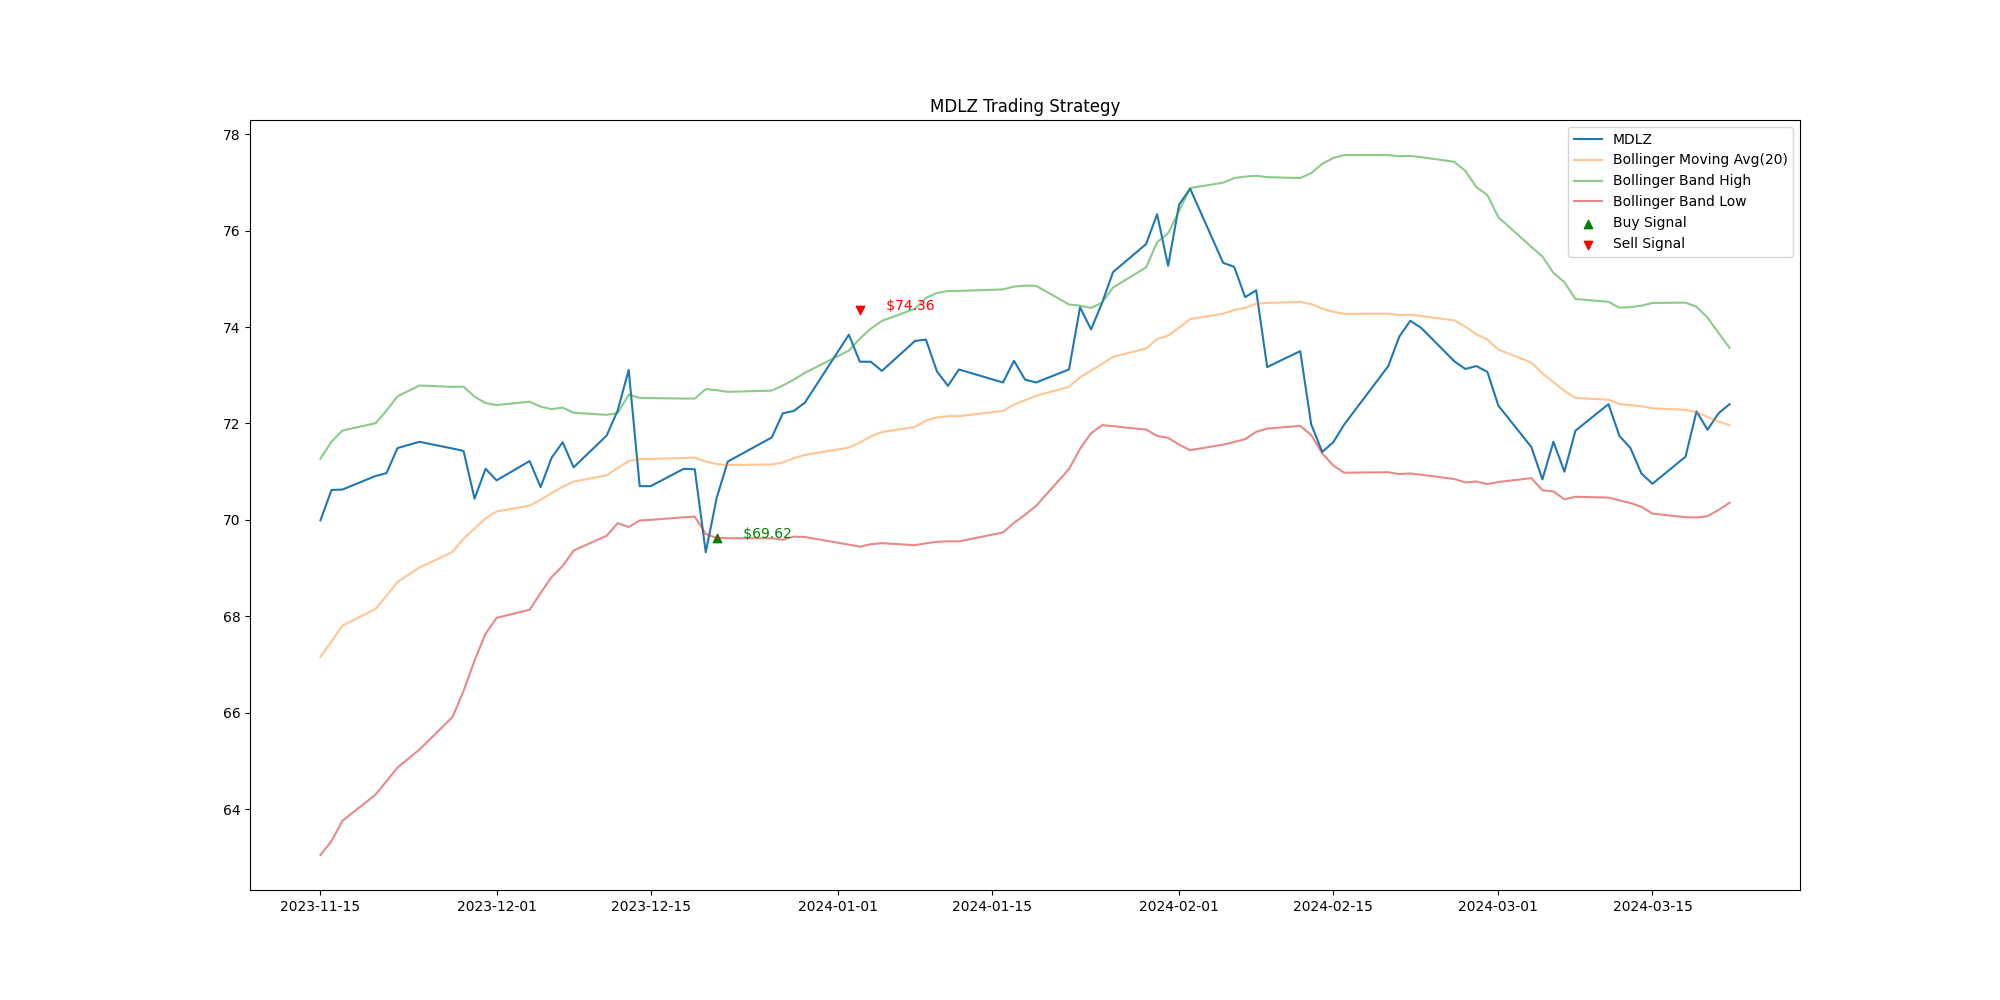 MDLZ Trading Strategy
78
76
74
72
70
68
66
64
MDLZ
Bollinger Moving Avg(20)
Bollinger Band High
Bollinger Band Low
Buy Signal
Sell Signal
$74.36
$69.62
2023-11-15
2023-12-01
2023-12-15
2024-01-01
2024-01-15
2024-02-01
2024-02-15
2024-03-01
2024-03-15